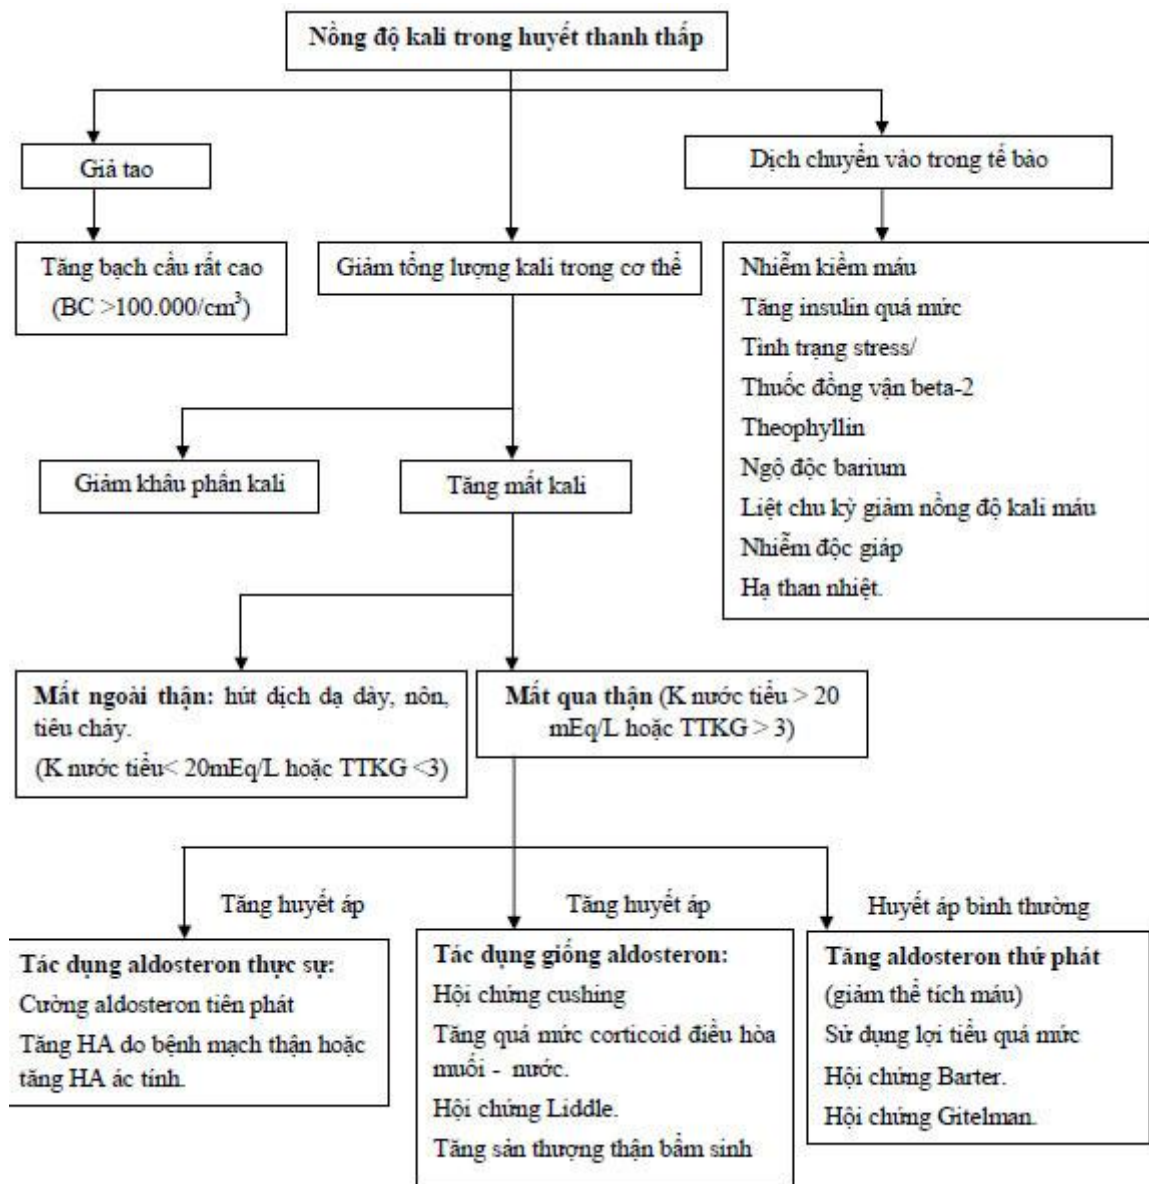 Nồng độ kali trong huyết thanh thấp
Giả tao
Dịch chuyển vào trong tế bào
Tăng bạch cầu rất cao
(BC >100.000/cm³)
Giảm tổng lượng kali trong cơ thể
Nhiễm kiềm máu
Tăng insulin quá mức
Tình trạng stress/
Thuốc đồng vận beta-2
Theophyllin
Ngộ độc barium
Liệt chu kỳ giảm nồng độ kali máu
Nhiễm độc giáp
Hạ than nhiệt.
Giảm khẩu phần kali
Tăng mất kali
Mất ngoài thận: hút dịch dạ dày, nôn,
tiêu chảy.
(K nước tiểu< 20mEq/L hoặc TTKG <3)
Mất qua thận (K nước tiểu > 20
mEq/L hoặc TTKG > 3)
Tăng huyết áp
Tăng huyết áp
Huyết áp bình thường
Tác dụng aldosteron thực sự:
Cường aldosteron tiên phát
Tăng HA do bệnh mạch thận hoặc
tăng HA ác tính.
Tác dụng giống aldosteron:
Hội chứng cushing
Tăng quá mức corticoid điều hòa
muối - nước.
Hội chứng Liddle.
Tăng sản thượng thận bẩm sinh
Tăng aldosteron thứ phát
(giảm thể tích máu)
Sử dụng lợi tiểu quá mức
Hội chứng Barter.
Hội chứng Gitelman.